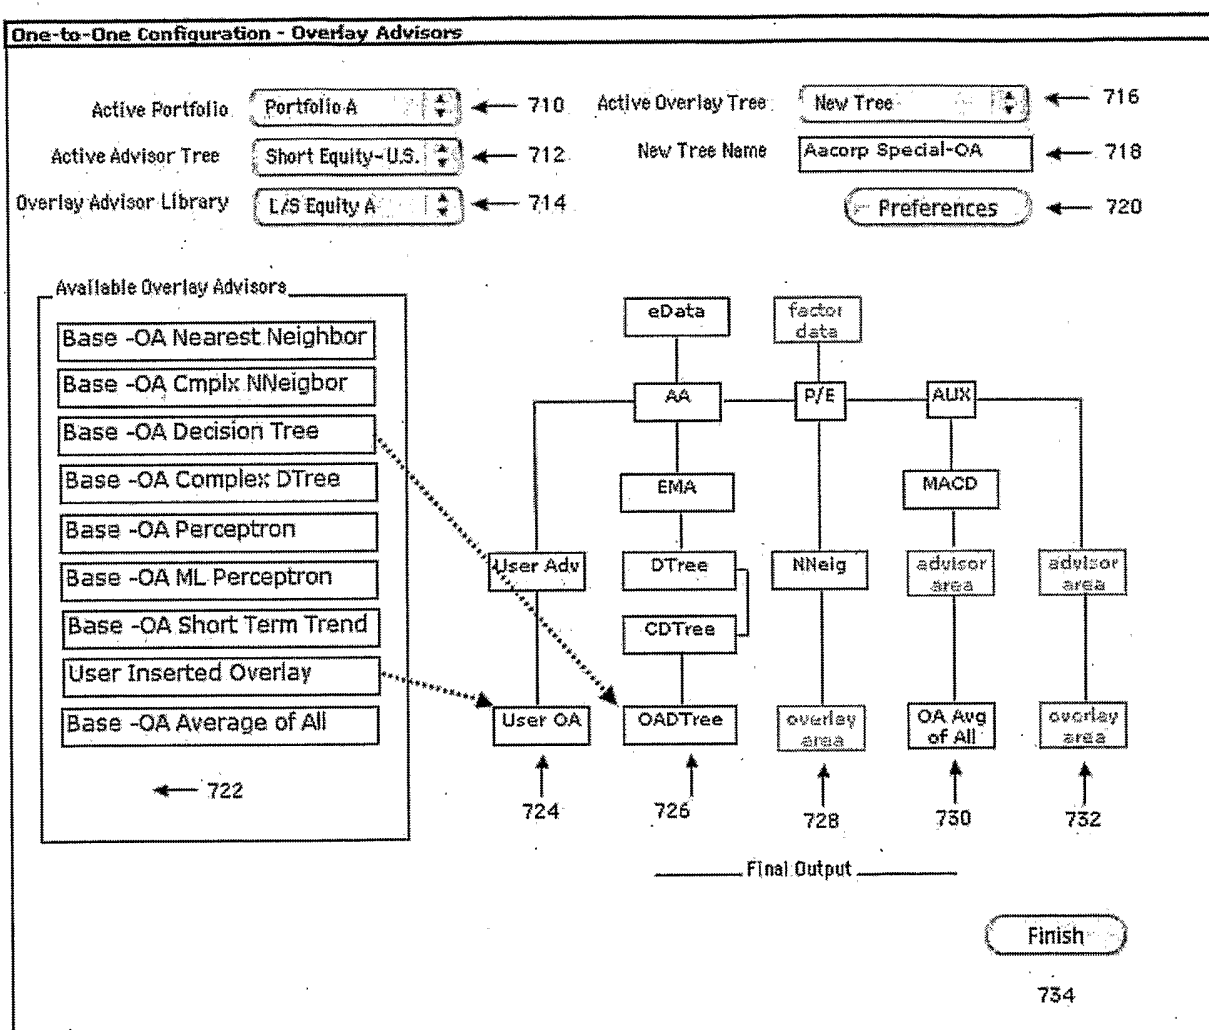 One-to-One Configuration - Overlay Advisors
Active Portfolio Portfolio A 710 Active Overlay Tree New Tree 716
Active Advisor Tree Short Equity-U.S. 712 New Tree Name Aacorp Special-OA 718
Overlay Advisor Library L/S Equity A 714 Preferences 720
Available Overlay Advisors
Base -OA Nearest Neighbor
Base -OA Cmplx NNeigbor
Base -OA Decision Tree
Base -OA Complex DTree
Base -OA Perceptron
Base -OA ML Perceptron
Base -OA Short Term Trend
User Inserted Overlay
Base -OA Average of All
722
eData
factor
data
AA
P/E
AUX
EMA
MACD
User Adv
DTree
NNeig
advisor
area
advisor
area
CDTree
User OA
OADTree
overlay
area
OA Avg
of All
overlay
area
724
726
728
730
732
Final Output
Finish
734